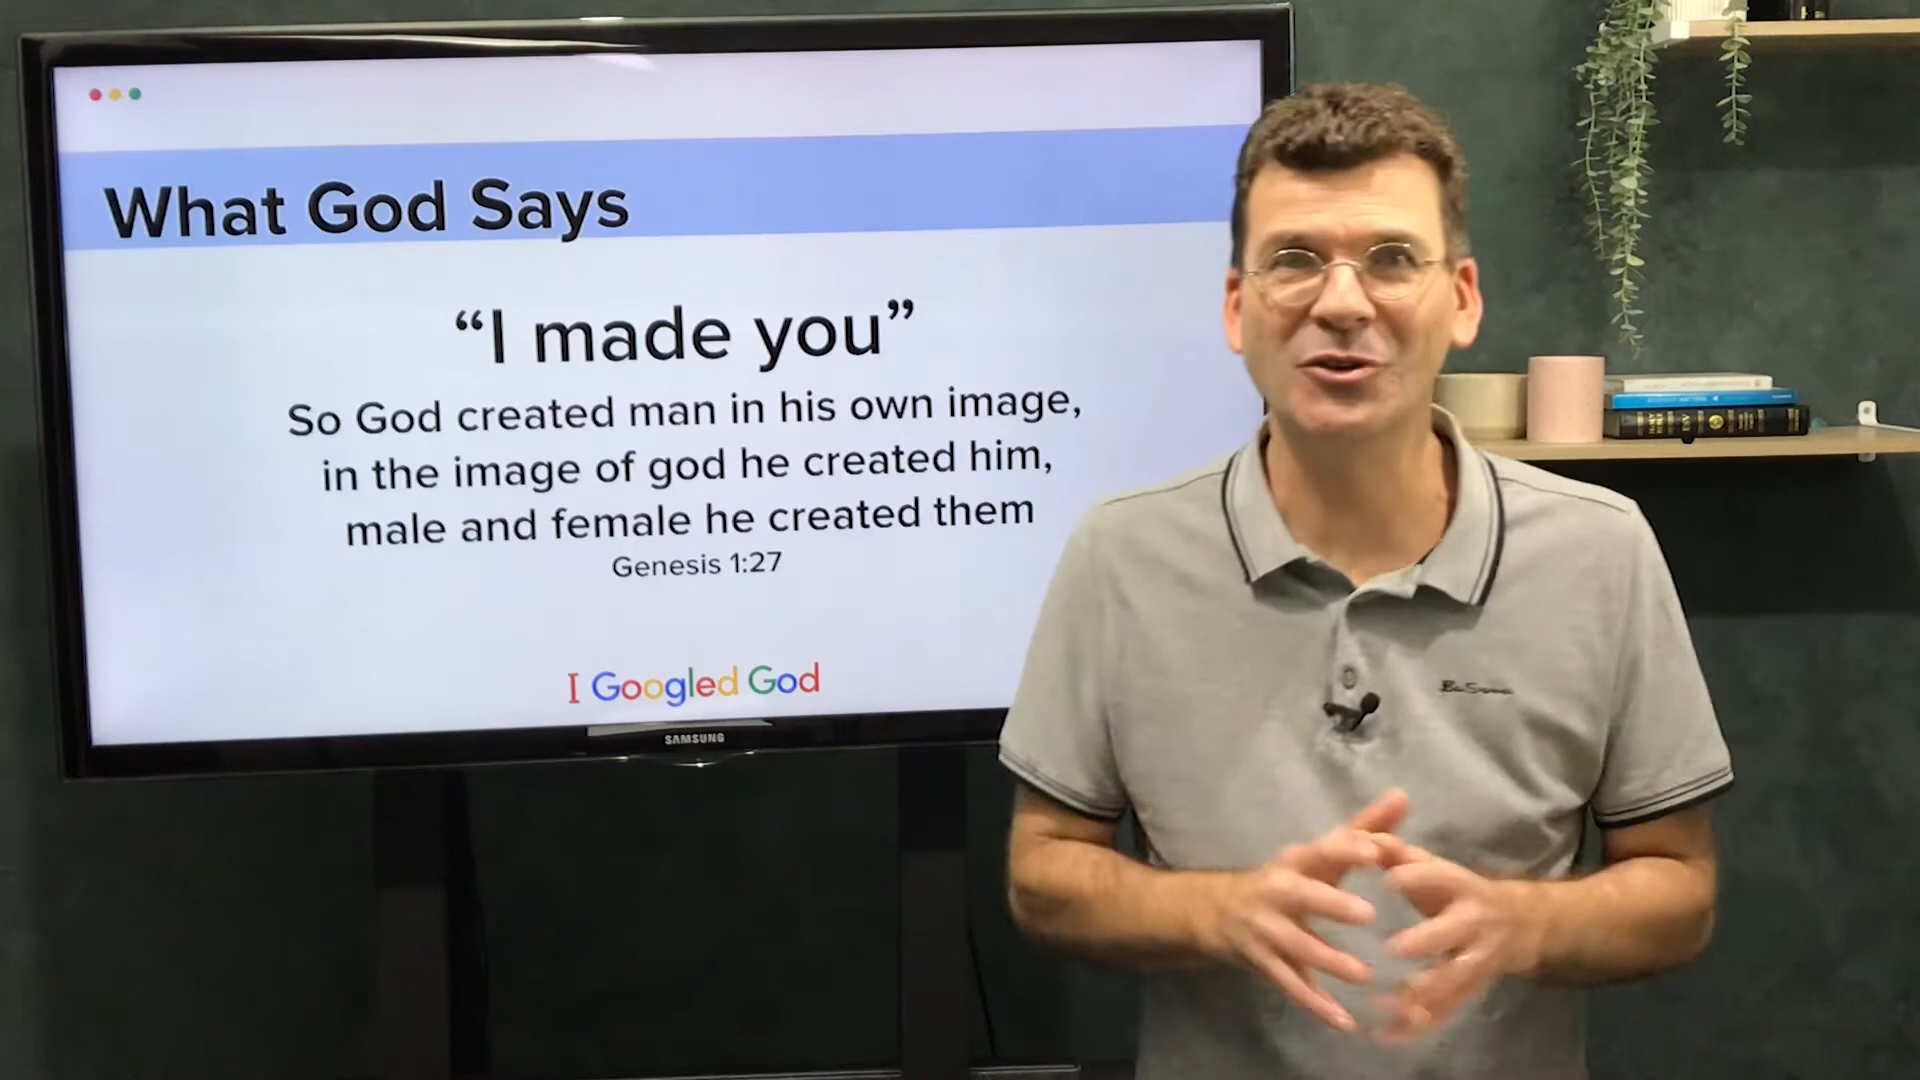 What God Says
“I made you”
So God created man in his own image,
in the image of god he created him,
male and female he created them
Genesis 1:27
I Googled God
SAMSUNG